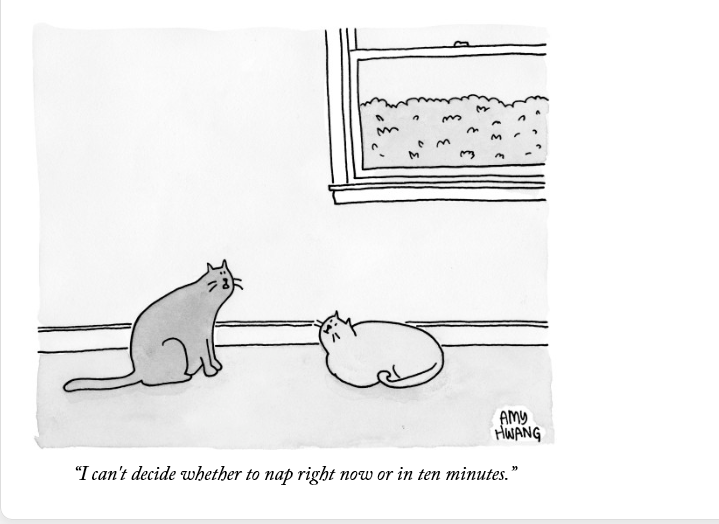 AMY
HWANG
“I can't decide whether to nap right now or in ten minutes.”